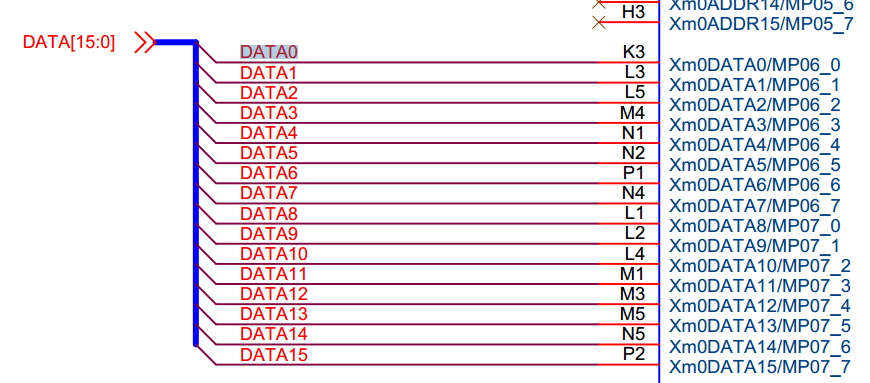 Xm0ADDR14/MP05_6
H3 Xm0ADDR15/MP05_7
DATA[15:0]
DATA0 K3 Xm0DATA0/MP06_0
DATA1 L3 Xm0DATA1/MP06_1
DATA2 L5 Xm0DATA2/MP06_2
DATA3 M4 Xm0DATA3/MP06_3
DATA4 N1 Xm0DATA4/MP06_4
DATA5 N2 Xm0DATA5/MP06_5
DATA6 P1 Xm0DATA6/MP06_6
DATA7 N4 Xm0DATA7/MP06_7
DATA8 L1 Xm0DATA8/MP07_0
DATA9 L2 Xm0DATA9/MP07_1
DATA10 L4 Xm0DATA10/MP07_2
DATA11 M1 Xm0DATA11/MP07_3
DATA12 M3 Xm0DATA12/MP07_4
DATA13 M5 Xm0DATA13/MP07_5
DATA14 N5 Xm0DATA14/MP07_6
DATA15 P2 Xm0DATA15/MP07_7